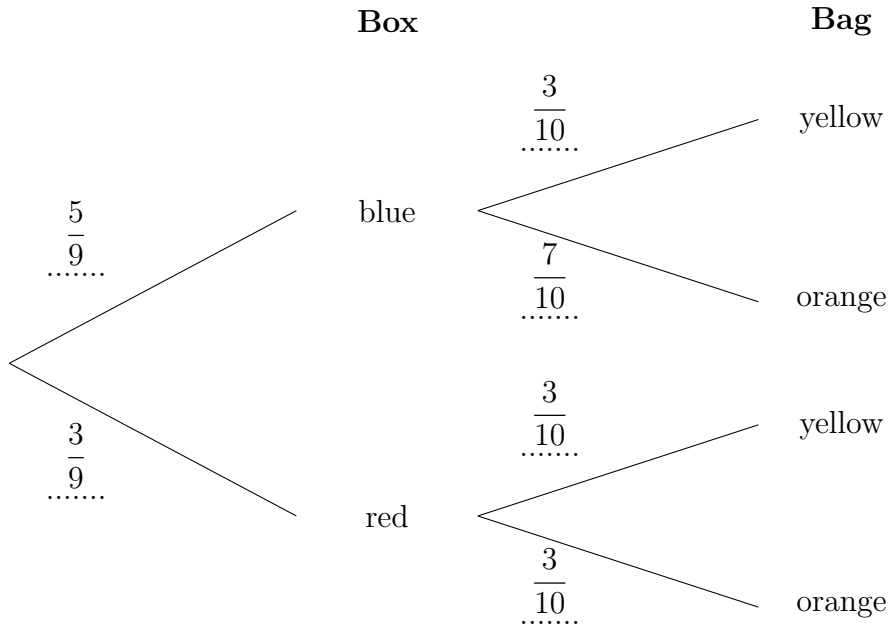 Box Bag
3/10
yellow
5/9
blue
7/10
orange
3/10
yellow
3/9
red
3/10
orange